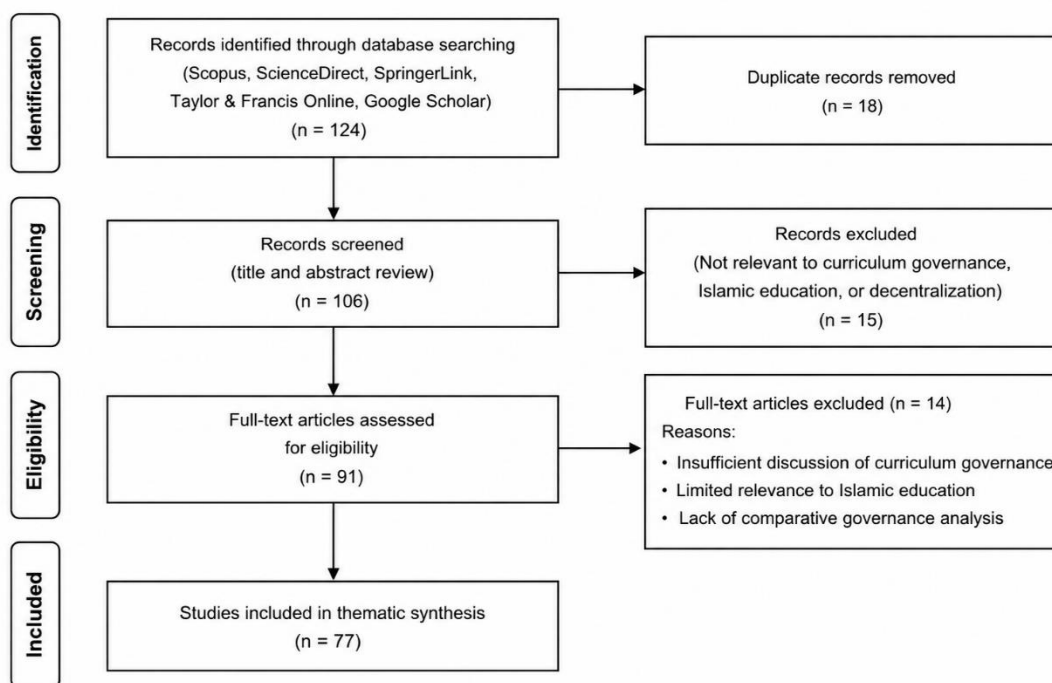 Identification
Records identified through database searching
(Scopus, ScienceDirect, SpringerLink,
Taylor & Francis Online, Google Scholar)
(n = 124)
Duplicate records removed
(n = 18)
Screening
Records screened
(title and abstract review)
(n = 106)
Records excluded
(Not relevant to curriculum governance,
Islamic education, or decentralization)
(n = 15)
Eligibility
Full-text articles assessed
for eligibility
(n = 91)
Full-text articles excluded (n = 14)
Reasons:
• Insufficient discussion of curriculum governance
• Limited relevance to Islamic education
• Lack of comparative governance analysis
Included
Studies included in thematic synthesis
(n = 77)